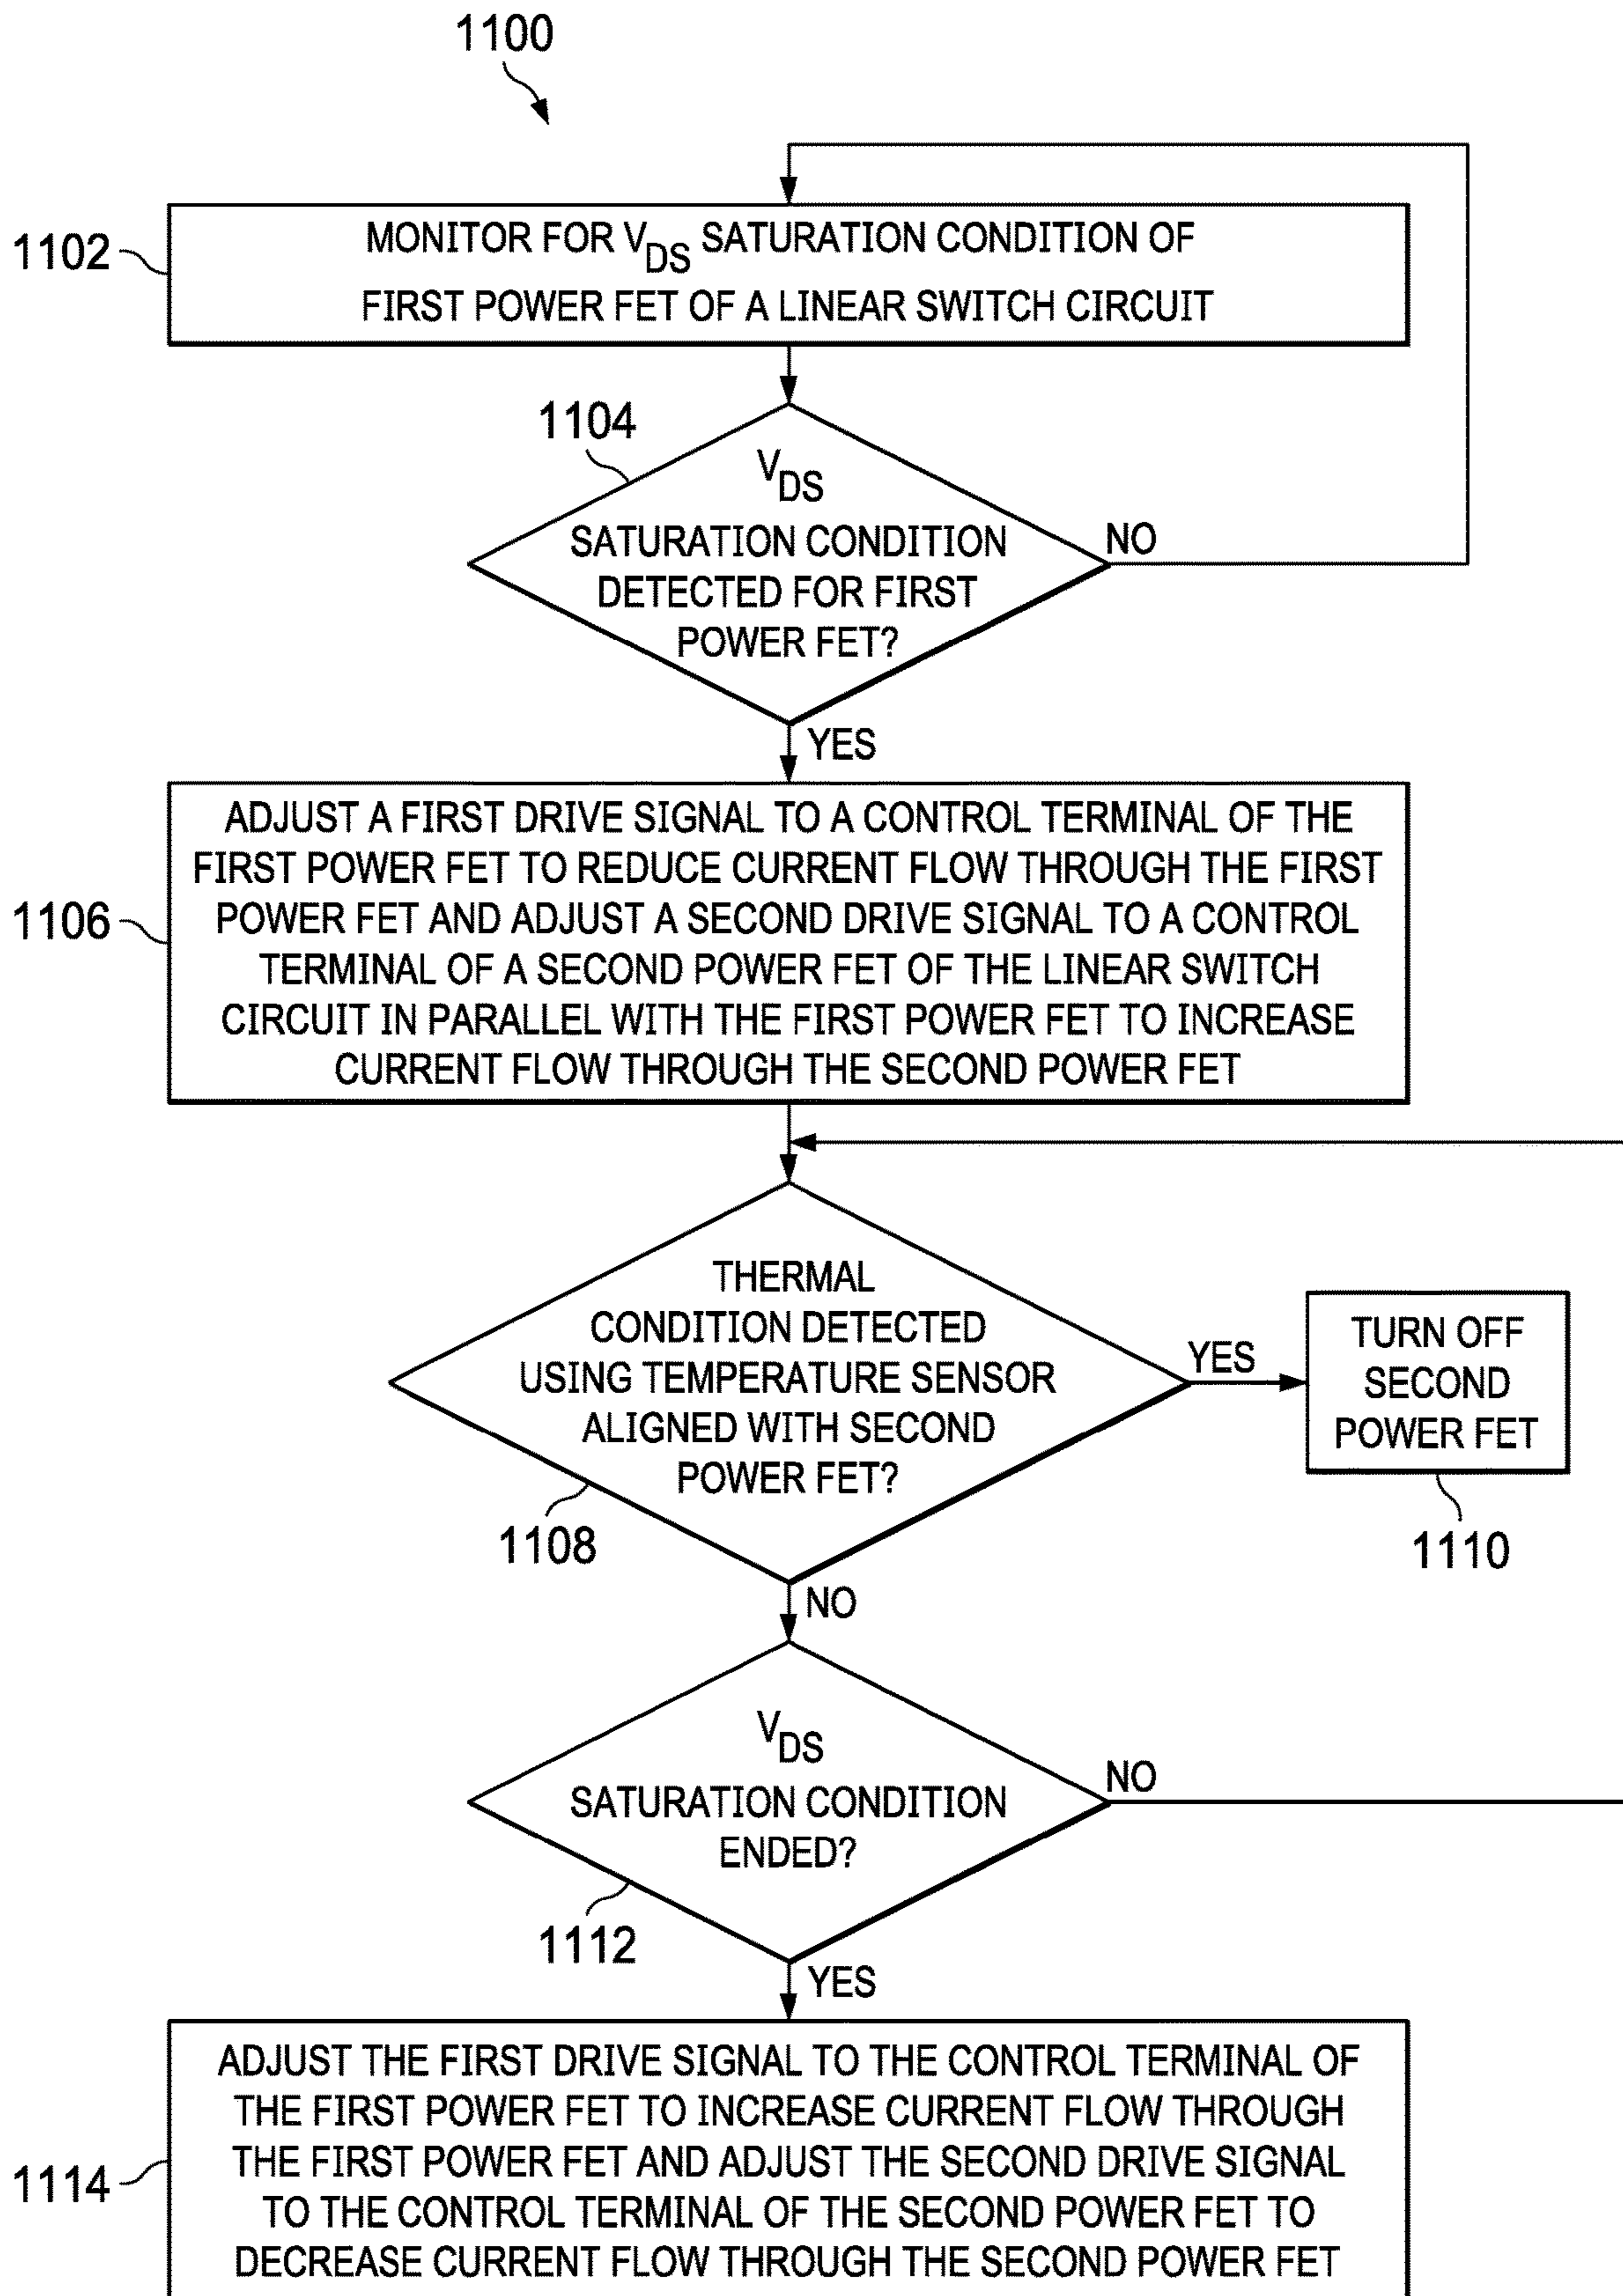 1100
1102
MONITOR FOR VDS SATURATION CONDITION OF
FIRST POWER FET OF A LINEAR SWITCH CIRCUIT
1104
VDS
SATURATION CONDITION
DETECTED FOR FIRST
POWER FET?
NO
YES
1106
ADJUST A FIRST DRIVE SIGNAL TO A CONTROL TERMINAL OF THE
FIRST POWER FET TO REDUCE CURRENT FLOW THROUGH THE FIRST
POWER FET AND ADJUST A SECOND DRIVE SIGNAL TO A CONTROL
TERMINAL OF A SECOND POWER FET OF THE LINEAR SWITCH
CIRCUIT IN PARALLEL WITH THE FIRST POWER FET TO INCREASE
CURRENT FLOW THROUGH THE SECOND POWER FET
THERMAL
CONDITION DETECTED
USING TEMPERATURE SENSOR
ALIGNED WITH SECOND
POWER FET?
1108
YES
TURN OFF
SECOND
POWER FET
1110
NO
VDS
SATURATION CONDITION
ENDED?
1112
NO
YES
1114
ADJUST THE FIRST DRIVE SIGNAL TO THE CONTROL TERMINAL OF
THE FIRST POWER FET TO INCREASE CURRENT FLOW THROUGH
THE FIRST POWER FET AND ADJUST THE SECOND DRIVE SIGNAL
TO THE CONTROL TERMINAL OF THE SECOND POWER FET TO
DECREASE CURRENT FLOW THROUGH THE SECOND POWER FET